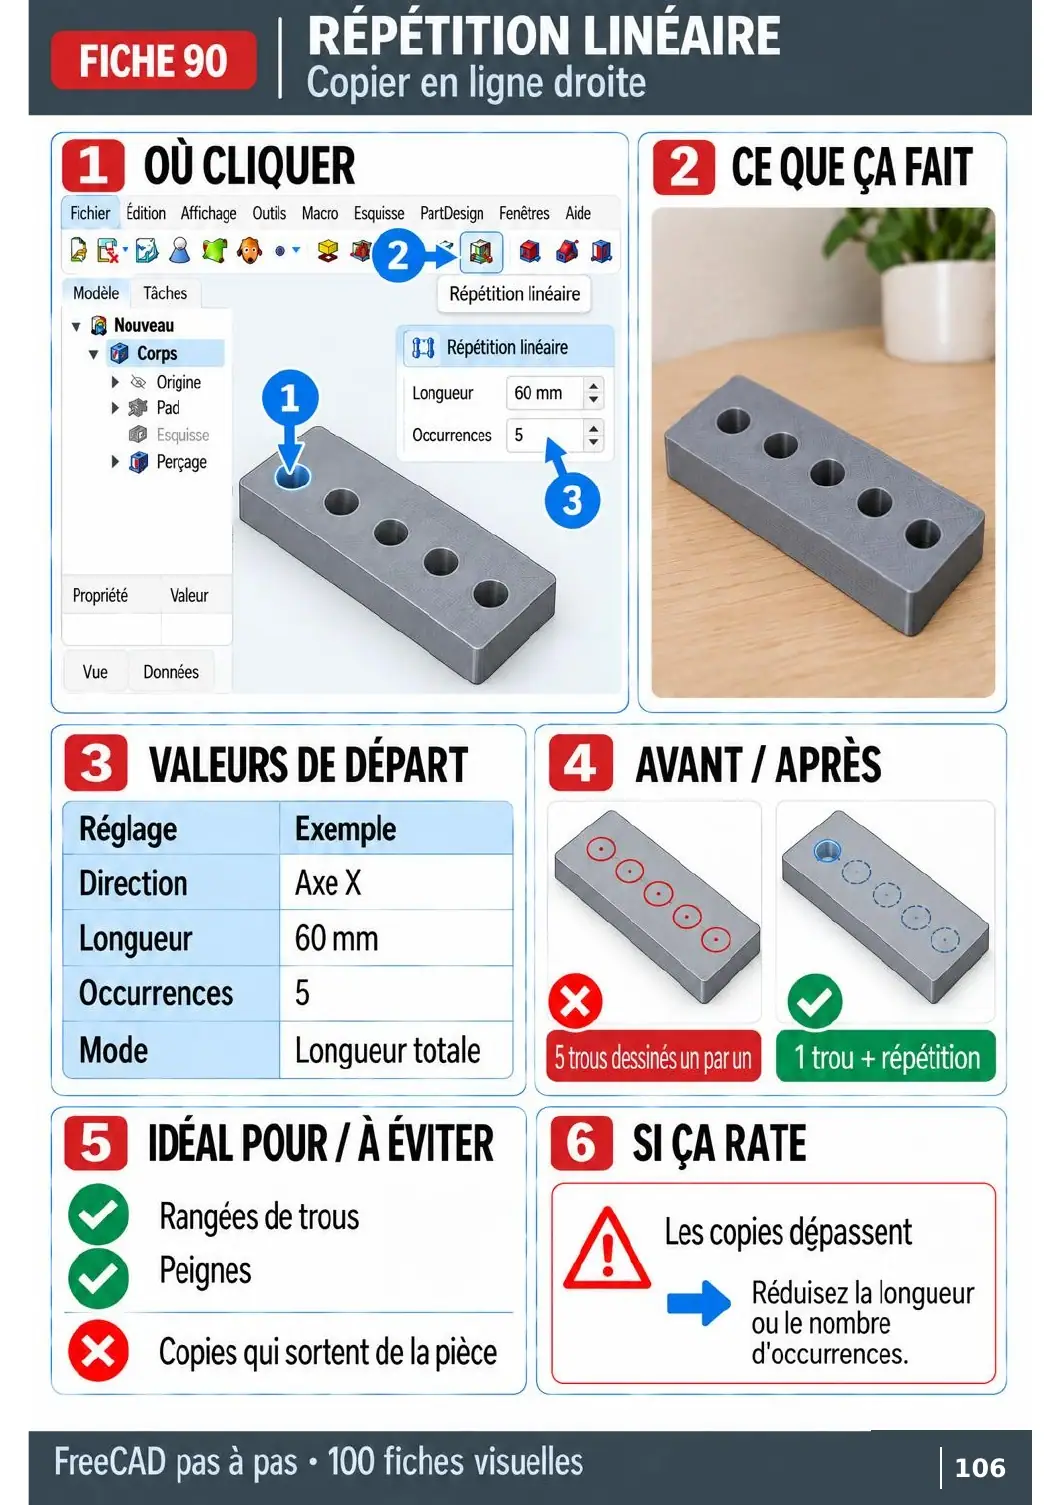 FICHE 90
RÉPÉTITION LINÉAIRE
Copier en ligne droite
1 OÙ CLIQUER
Fichier Édition Affichage Outils Macro Esquisse PartDesign Fenêtres Aide
2
Répétition linéaire
Modèle Tâches
Nouveau
Corps
Origine
Pad
Esquisse
Perçage
Répétition linéaire
Longueur 60 mm
Occurrences 5
1
3
Propriété Valeur
Vue Données
2 CE QUE ÇA FAIT
3 VALEURS DE DÉPART
Réglage Exemple
Direction Axe X
Longueur 60 mm
Occurrences 5
Mode Longueur totale
4 AVANT / APRÈS
5 trous dessinés un par un
1 trou + répétition
5 IDÉAL POUR / À ÉVITER
Rangées de trous
Peignes
Copies qui sortent de la pièce
6 SI ÇA RATE
Les copies dépassent
Réduisez la longueur
ou le nombre
d'occurrences.
FreeCAD pas à pas • 100 fiches visuelles
106